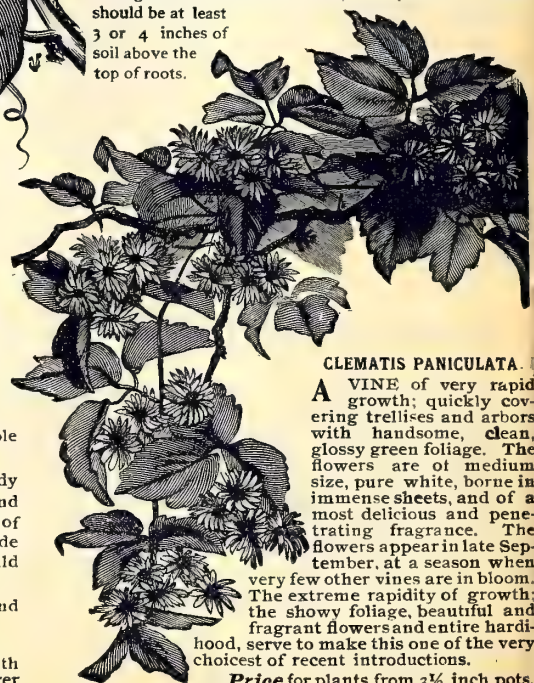 should be at least
3 or 4 inches of
soil above the
top of roots.
CLEMATIS PANICULATA.
A VINE of very rapid
growth; quickly cov-
ering trellises and arbors
with handsome, clean,
glossy green foliage. The
flowers are ot medium
size, pure white, borne in
immense sheets, and of a
most delicious and pene-
trating fragrance. The
flowers appear in late Sep-
tember, at a season when
very few other vines are in bloom.
The extreme rapidity of growth;
the showy foliage, beautiful and
fragrant flowers and entire hardi-
hood, serve to make this one of the very
choicest of recent introductions.
Price for plants from 2½ inch pots,